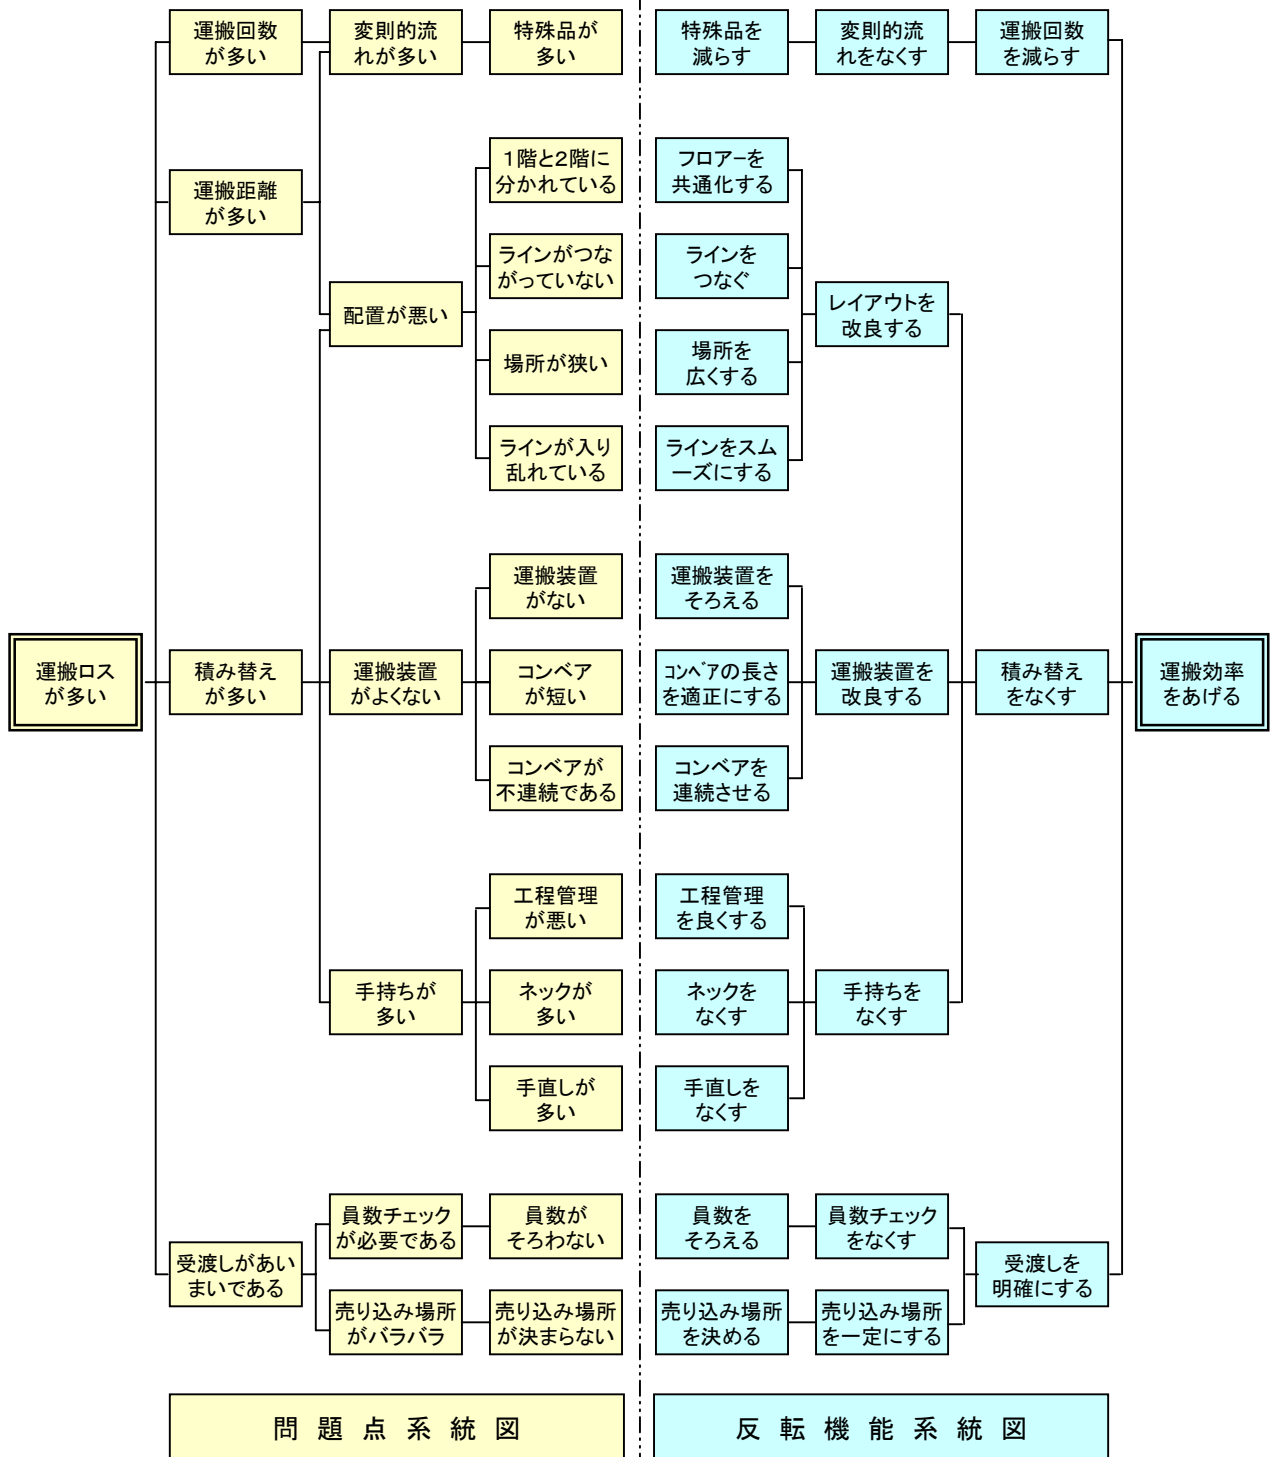 運搬回数
が多い
変則的流
れが多い
特殊品が
多い
特殊品を
減らす
変則的流
れをなくす
運搬回数
を減らす
1階と2階に
分かれている
フロアーを
共通化する
運搬距離
が多い
ラインがつな
がっていない
ラインを
つなぐ
配置が悪い
レイアウトを
改良する
場所が狭い
場所を
広くする
ラインが入り
乱れている
ラインをスム
ーズにする
運搬装置
がない
運搬装置を
そろえる
運搬ロス
が多い
積み替え
が多い
運搬装置
がよくない
コンベア
が短い
コンベアの長さ
を適正にする
運搬装置を
改良する
積み替え
をなくす
運搬効率
をあげる
コンベアが
不連続である
コンベアを
連続させる
工程管理
が悪い
工程管理
を良くする
手持ちが
多い
ネックが
多い
ネックを
なくす
手持ちを
なくす
手直しが
多い
手直しを
なくす
員数チェック
が必要である
員数が
そろわない
員数を
そろえる
員数チェック
をなくす
受渡しがあい
まいである
受渡しを
明確にする
売り込み場所
がバラバラ
売り込み場所
が決まらない
売り込み場所
を決める
売り込み場所
を一定にする
問題点系統図
反転機能系統図